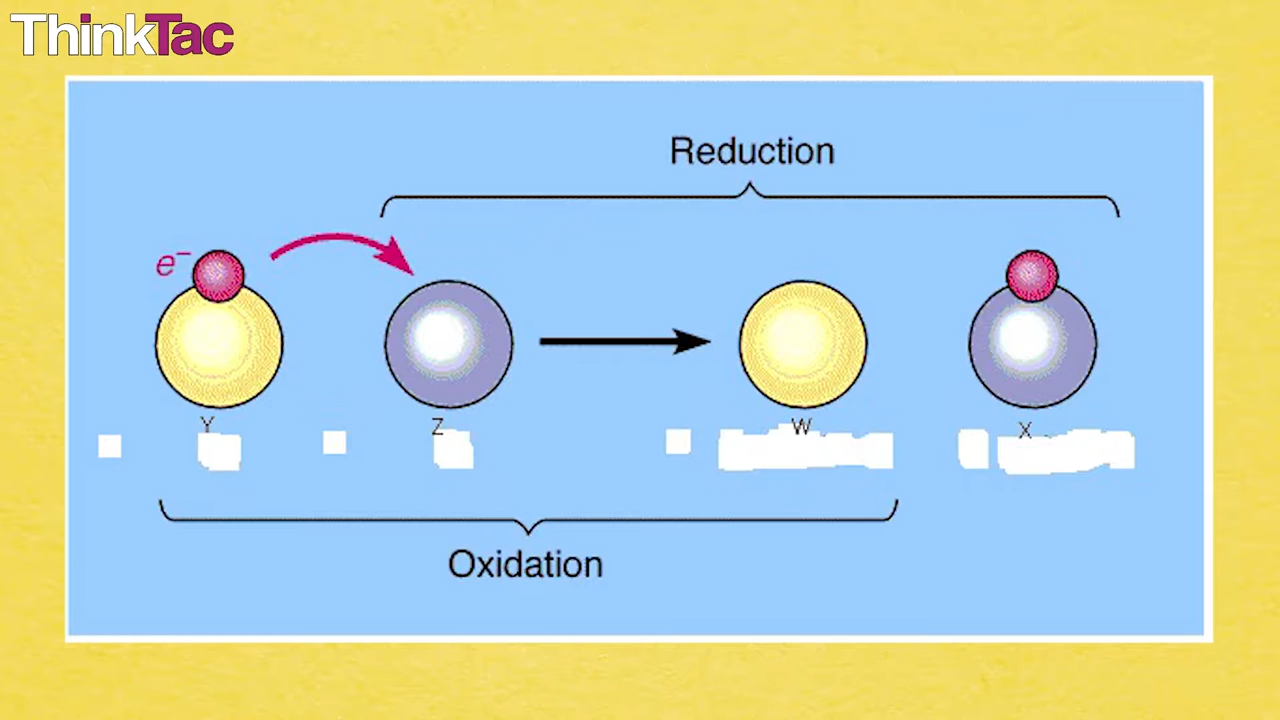 ThinkTac
Reduction
e⁻
Y
Z
W
X
Oxidation